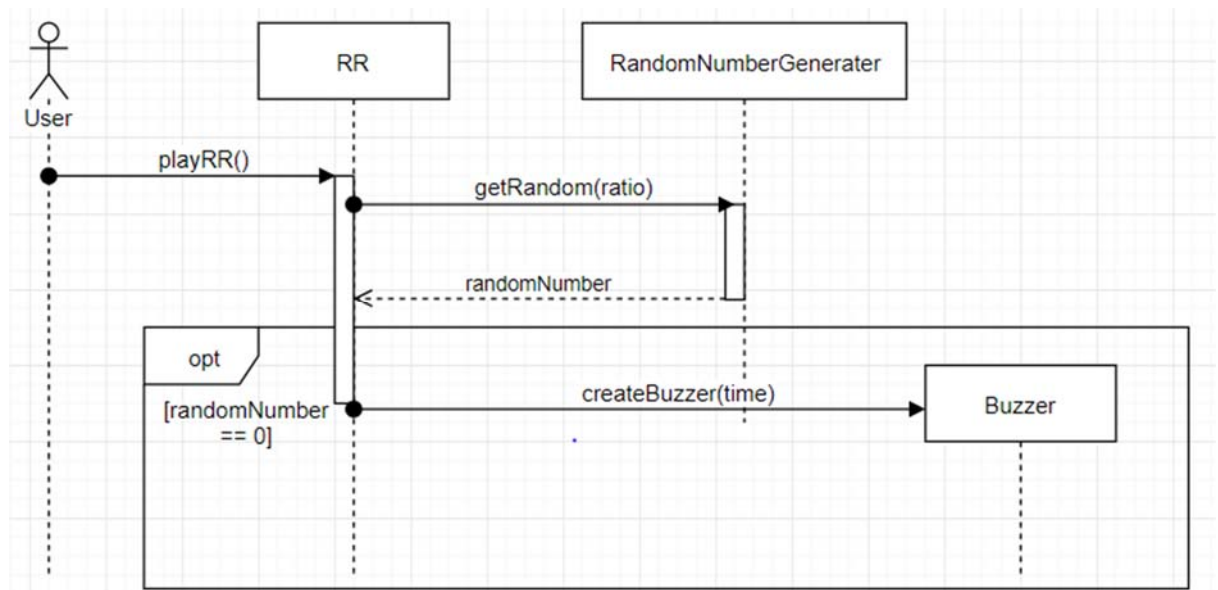 RR
RandomNumberGenerater
User
playRR()
getRandom(ratio)
randomNumber
opt
createBuzzer(time)
Buzzer
[randomNumber
== 0]